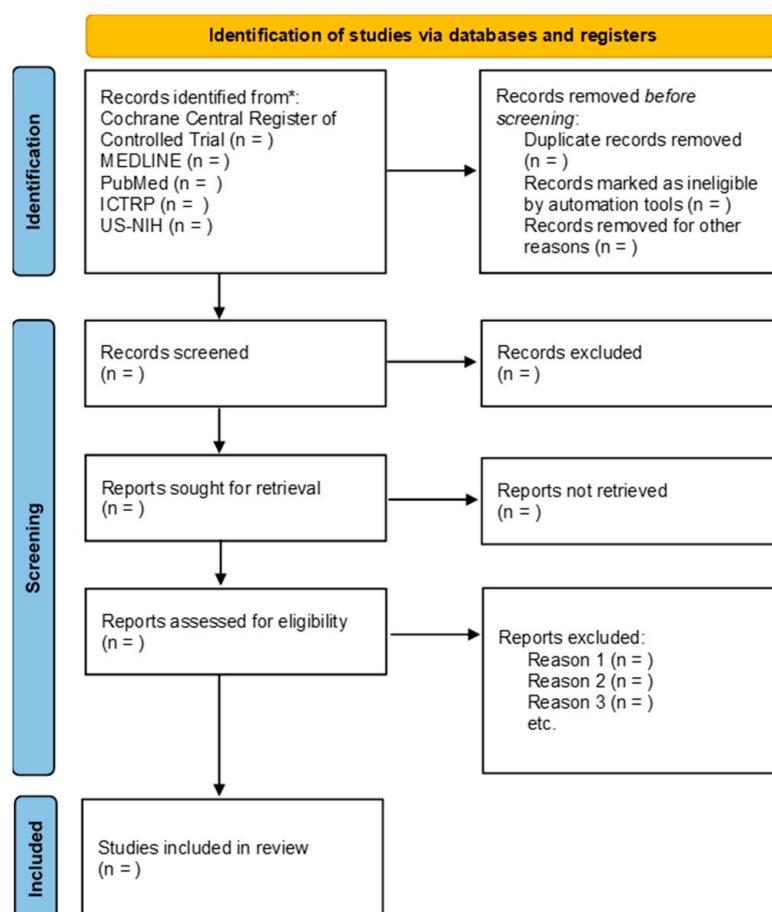 Identification of studies via databases and registers
Identification
Records identified from*:
Cochrane Central Register of
Controlled Trial (n = )
MEDLINE (n = )
PubMed (n =  )
ICTRP (n =  )
US-NIH (n = )
Records removed before
screening:
Duplicate records removed
(n = )
Records marked as ineligible
by automation tools (n = )
Records removed for other
reasons (n = )
Screening
Records screened
(n = )
Records excluded
(n = )
Reports sought for retrieval
(n = )
Reports not retrieved
(n = )
Reports assessed for eligibility
(n = )
Reports excluded:
Reason 1 (n = )
Reason 2 (n = )
Reason 3 (n = )
etc.
Included
Studies included in review
(n = )